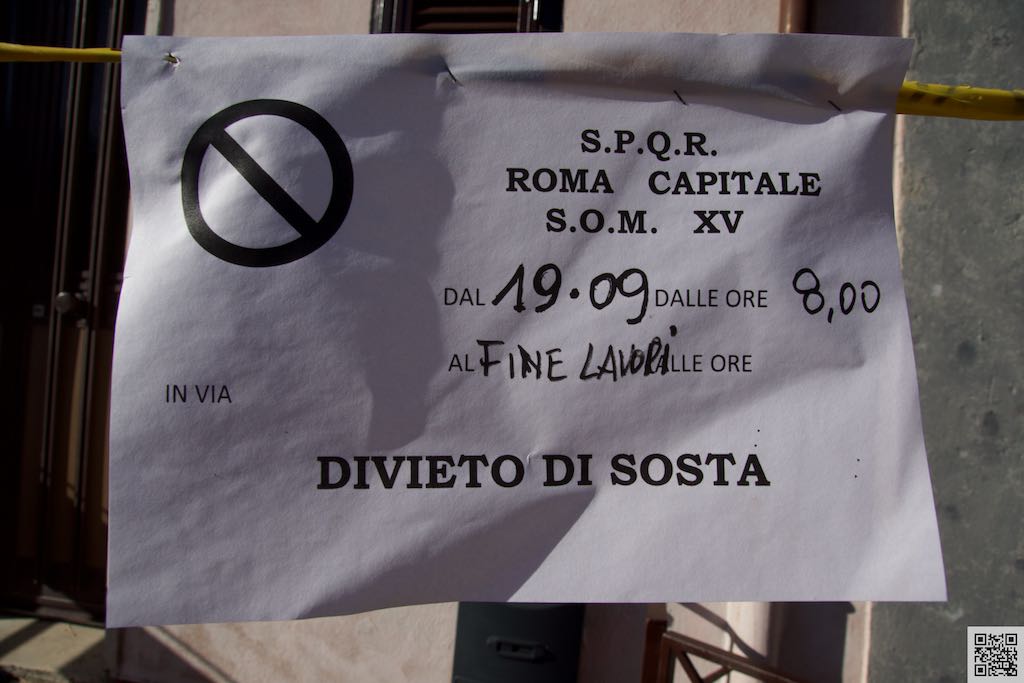 S.P.Q.R.
ROMA CAPITALE
S.O.M. XV
DAL 19.09 DALLE ORE 8,00
AL FINE LAVORI ALLE ORE
IN VIA
DIVIETO DI SOSTA